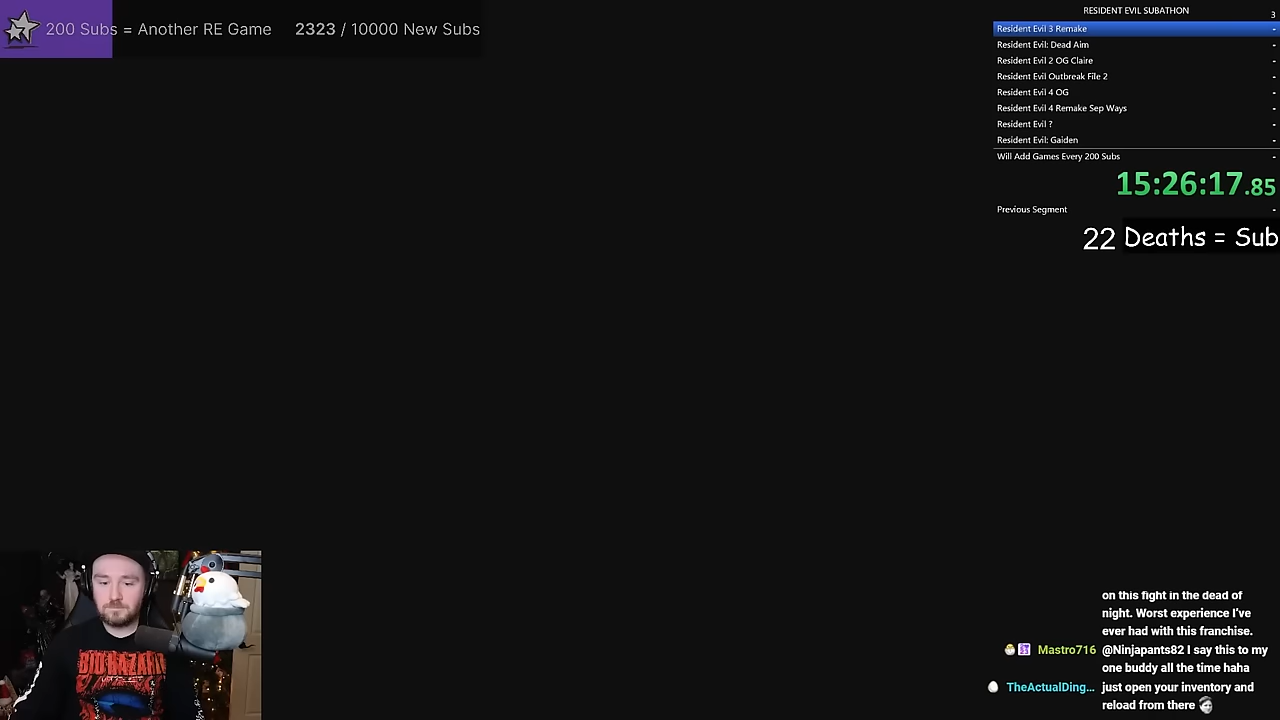 200 Subs = Another RE Game 2323 / 10000 New Subs
RESIDENT EVIL SUBATHON
3
Resident Evil 3 Remake -
Resident Evil: Dead Aim -
Resident Evil 2 OG Claire -
Resident Evil Outbreak File 2 -
Resident Evil 4 OG -
Resident Evil 4 Remake Sep Ways -
Resident Evil ? -
Resident Evil: Gaiden -
Will Add Games Every 200 Subs -
15:26:17.85
Previous Segment -
22 Deaths = Sub
BIOHAZARD
on this fight in the dead of
night. Worst experience I've
ever had with this franchise.
Mastro716 @Ninjapants82 I say this to my
one buddy all the time haha
TheActualDing... just open your inventory and
reload from there